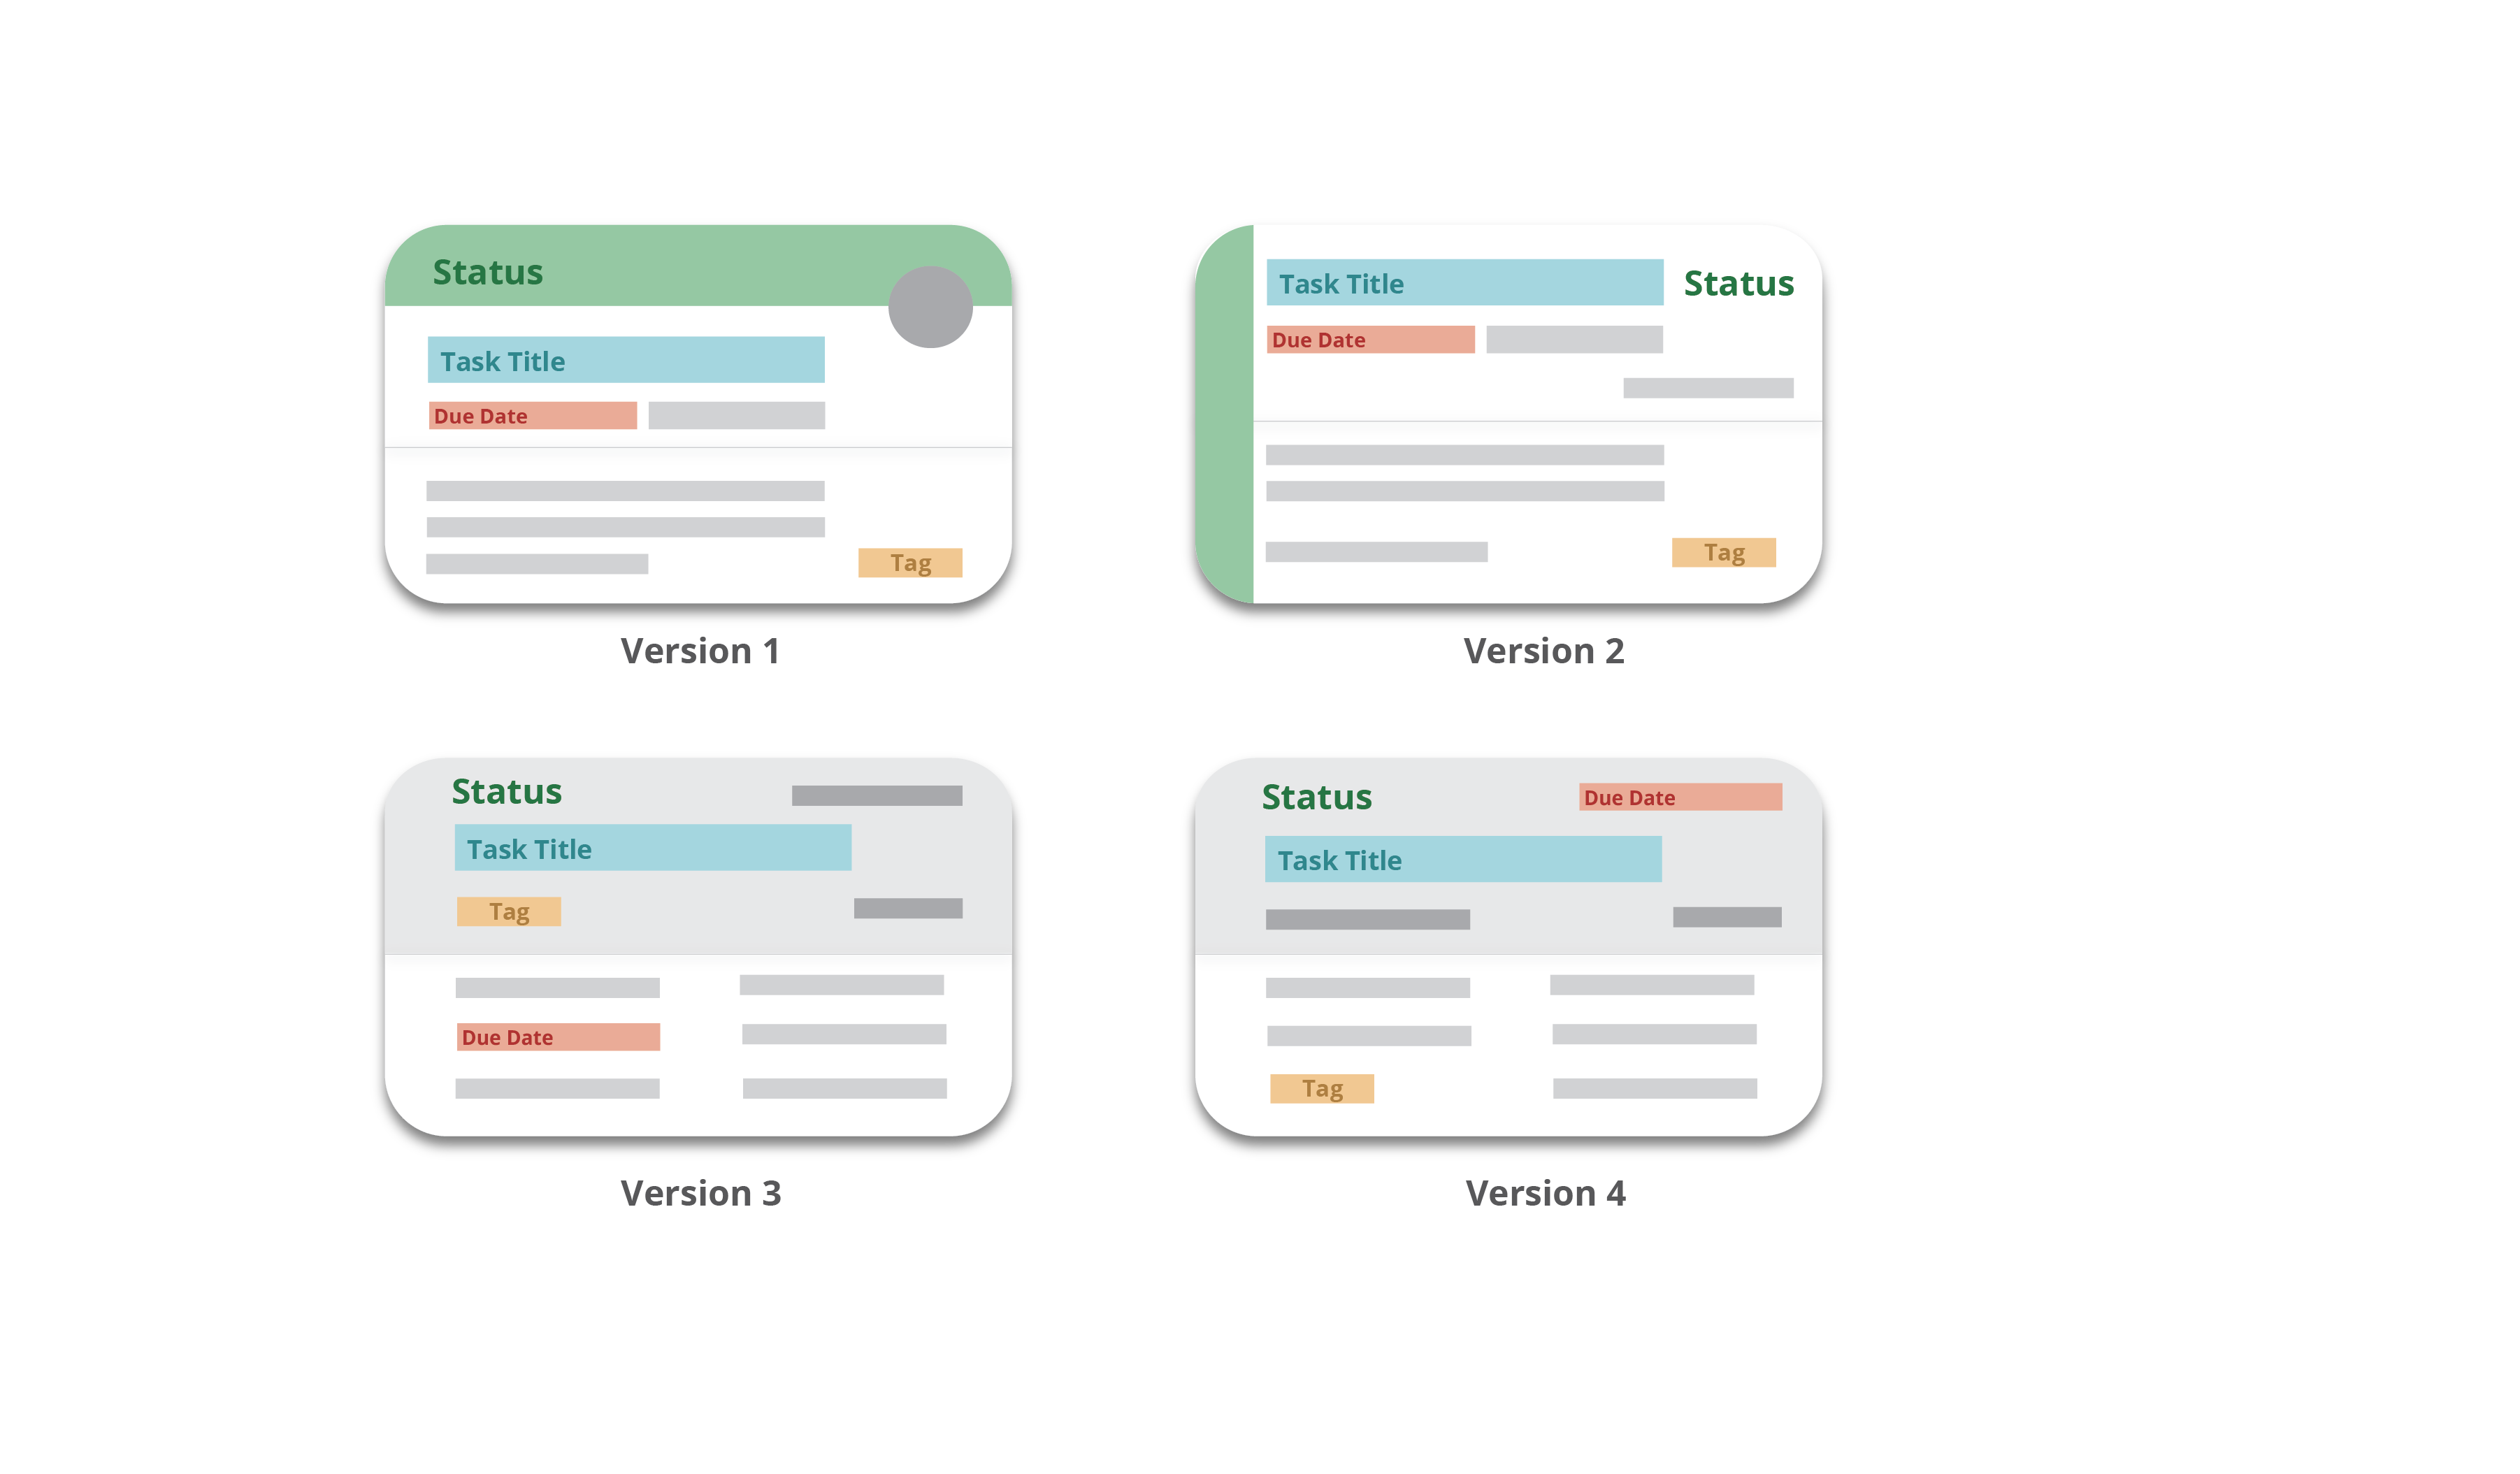 Status
Task Title
Due Date
Tag
Version 1
Task Title
Status
Due Date
Tag
Version 2
Status
Task Title
Tag
Due Date
Version 3
Status
Due Date
Task Title
Tag
Version 4